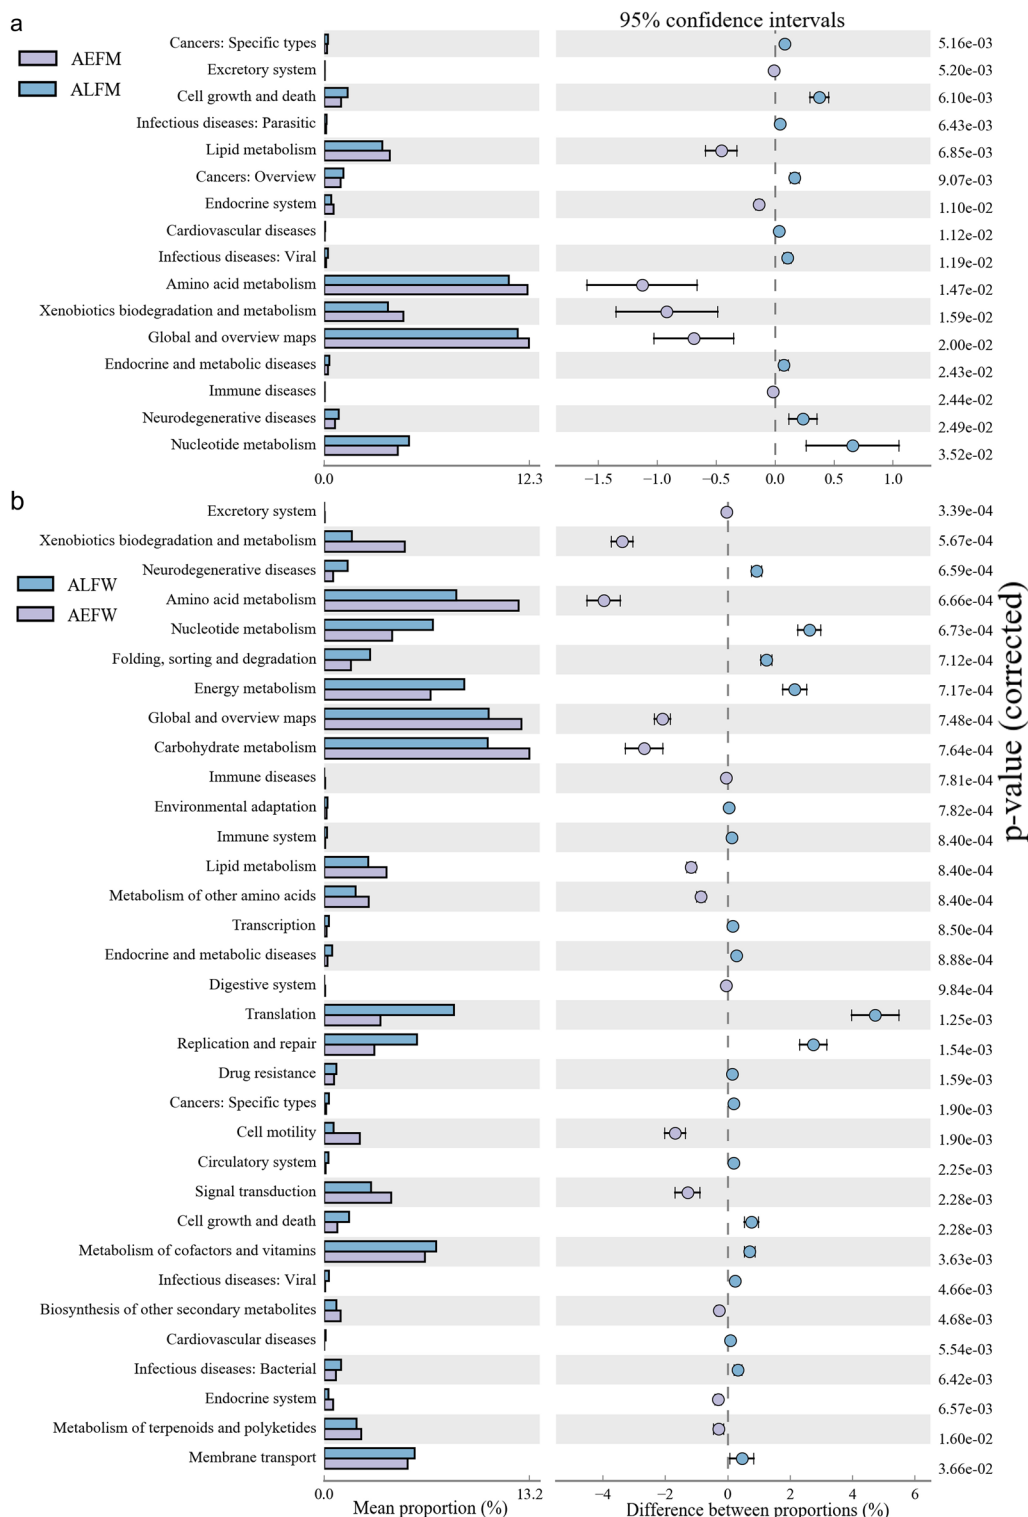 a
95% confidence intervals
AEFM
ALFM
Cancers: Specific types 5.16e-03
Excretory system 5.20e-03
Cell growth and death 6.10e-03
Infectious diseases: Parasitic 6.43e-03
Lipid metabolism 6.85e-03
Cancers: Overview 9.07e-03
Endocrine system 1.10e-02
Cardiovascular diseases 1.12e-02
Infectious diseases: Viral 1.19e-02
Amino acid metabolism 1.47e-02
Xenobiotics biodegradation and metabolism 1.59e-02
Global and overview maps 2.00e-02
Endocrine and metabolic diseases 2.43e-02
Immune diseases 2.44e-02
Neurodegenerative diseases 2.49e-02
Nucleotide metabolism 3.52e-02
0.0 12.3 −1.5 −1.0 −0.5 0.0 0.5 1.0
b
ALFW
AEFW
Excretory system 3.39e-04
Xenobiotics biodegradation and metabolism 5.67e-04
Neurodegenerative diseases 6.59e-04
Amino acid metabolism 6.66e-04
Nucleotide metabolism 6.73e-04
Folding, sorting and degradation 7.12e-04
Energy metabolism 7.17e-04
Global and overview maps 7.48e-04
Carbohydrate metabolism 7.64e-04
Immune diseases 7.81e-04
Environmental adaptation 7.82e-04
Immune system 8.40e-04
Lipid metabolism 8.40e-04
Metabolism of other amino acids 8.40e-04
Transcription 8.50e-04
Endocrine and metabolic diseases 8.88e-04
Digestive system 9.84e-04
Translation 1.25e-03
Replication and repair 1.54e-03
Drug resistance 1.59e-03
Cancers: Specific types 1.90e-03
Cell motility 1.90e-03
Circulatory system 2.25e-03
Signal transduction 2.28e-03
Cell growth and death 2.28e-03
Metabolism of cofactors and vitamins 3.63e-03
Infectious diseases: Viral 4.66e-03
Biosynthesis of other secondary metabolites 4.68e-03
Cardiovascular diseases 5.54e-03
Infectious diseases: Bacterial 6.42e-03
Endocrine system 6.57e-03
Metabolism of terpenoids and polyketides 1.60e-02
Membrane transport 3.66e-02
0.0 13.2 −4 −2 0 2 4 6
Mean proportion (%) Difference between proportions (%)
p-value (corrected)